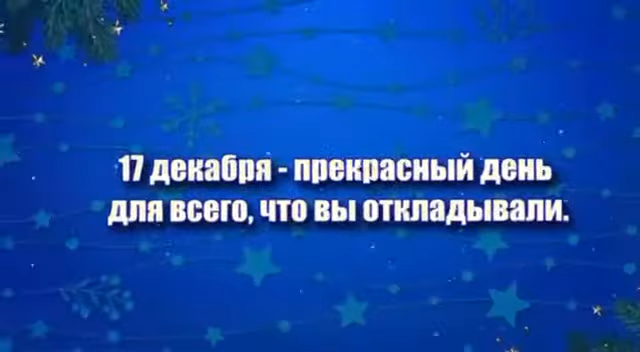 17 декабря - прекрасный день
для всего, что вы откладывали.